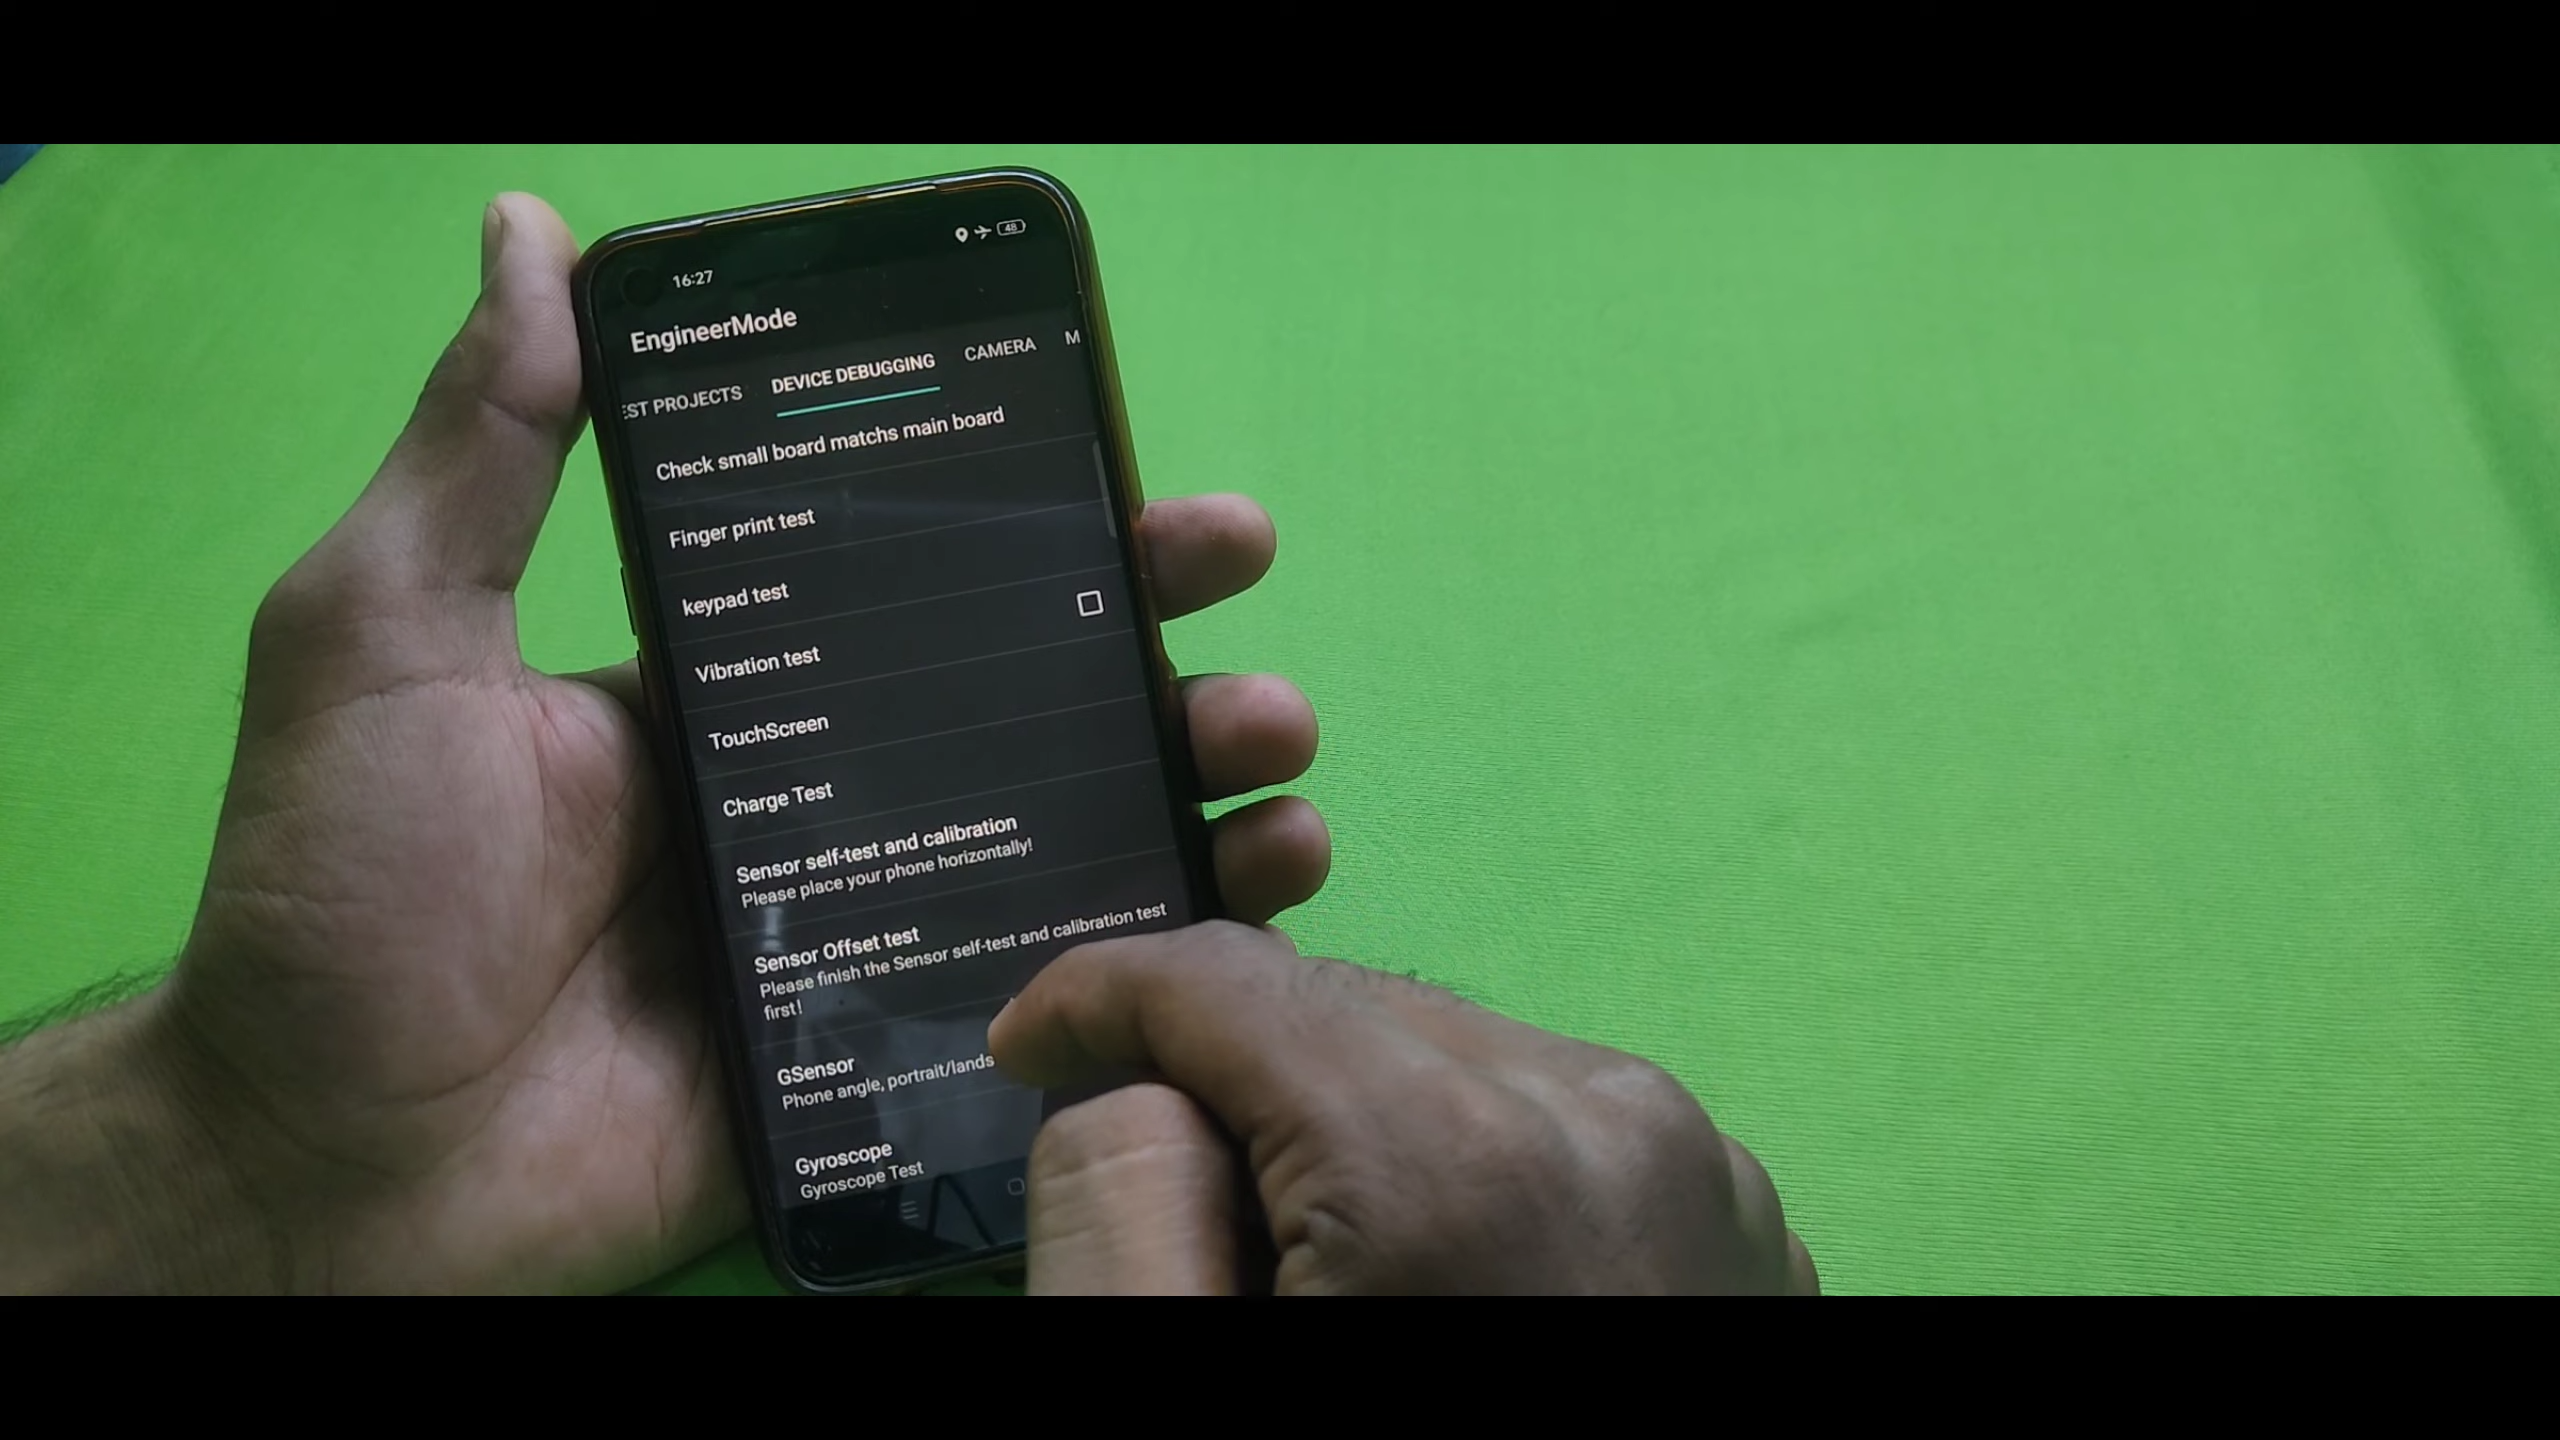 16:27
48
EngineerMode
EST PROJECTS
DEVICE DEBUGGING
CAMERA
M
Check small board matchs main board
Finger print test
keypad test
Vibration test
TouchScreen
Charge Test
Sensor self-test and calibration
Please place your phone horizontally!
Sensor Offset test
Please finish the Sensor self-test and calibration test
first!
GSensor
Phone angle, portrait/lands
Gyroscope
Gyroscope Test